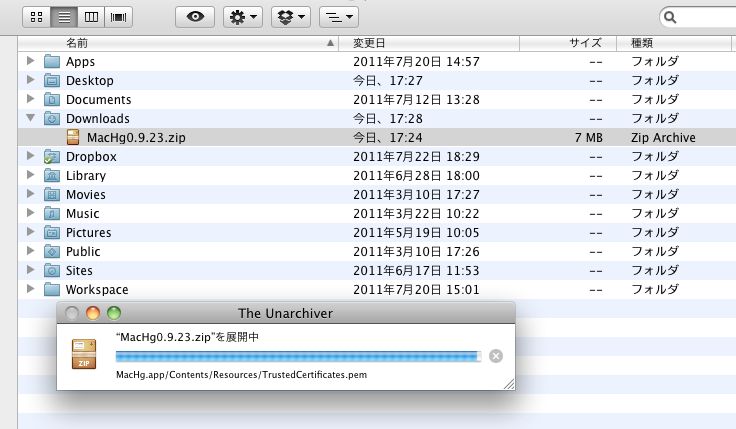 名前 変更日 サイズ 種類
Apps 2011年7月20日 14:57 -- フォルダ
Desktop 今日、17:27 -- フォルダ
Documents 2011年7月12日 13:28 -- フォルダ
Downloads 今日、17:28 -- フォルダ
MacHg0.9.23.zip 今日、17:24 7 MB Zip Archive
Dropbox 2011年7月22日 18:29 -- フォルダ
Library 2011年6月28日 18:00 -- フォルダ
Movies 2011年3月10日 17:27 -- フォルダ
Music 2011年3月22日 10:22 -- フォルダ
Pictures 2011年5月19日 10:05 -- フォルダ
Public 2011年3月10日 17:26 -- フォルダ
Sites 2011年6月17日 11:53 -- フォルダ
Workspace 2011年7月20日 15:01 -- フォルダ
The Unarchiver
“MacHg0.9.23.zip”を展開中
ZIP
MacHg.app/Contents/Resources/TrustedCertificates.pem